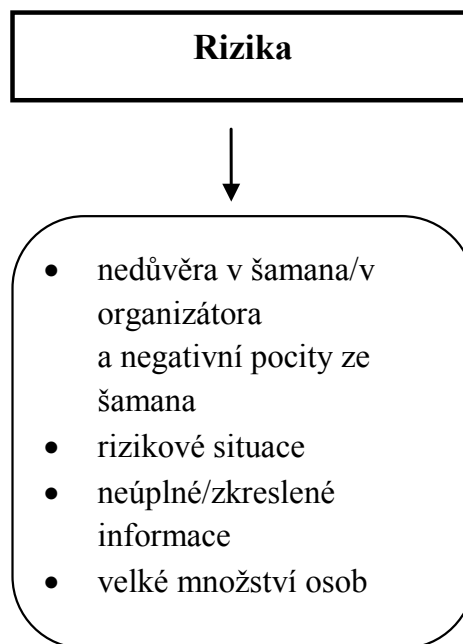 Rizika
• nedůvěra v šamana/v
organizátora
a negativní pocity ze
šamana
• rizikové situace
• neúplné/zkreslené
informace
• velké množství osob